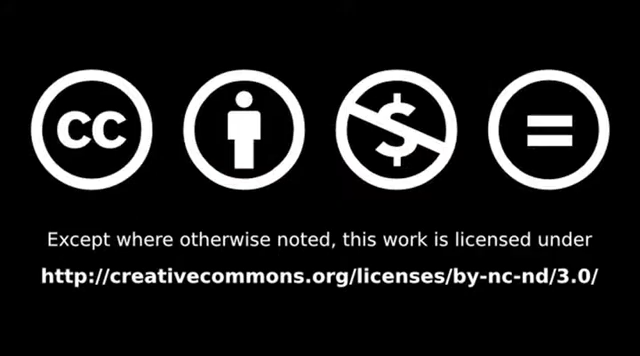 cc
$
Except where otherwise noted, this work is licensed under
http://creativecommons.org/licenses/by-nc-nd/3.0/